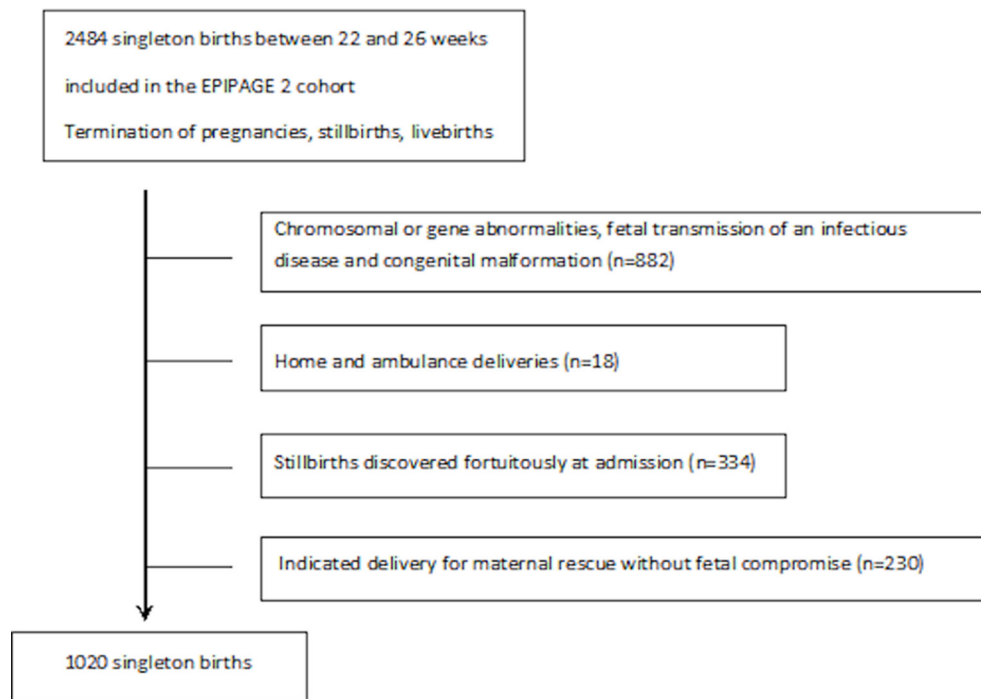 2484 singleton births between 22 and 26 weeks
included in the EPIPAGE 2 cohort
Termination of pregnancies, stillbirths, livebirths
Chromosomal or gene abnormalities, fetal transmission of an infectious
disease and congenital malformation (n=882)
Home and ambulance deliveries (n=18)
Stillbirths discovered fortuitously at admission (n=334)
Indicated delivery for maternal rescue without fetal compromise (n=230)
1020 singleton births